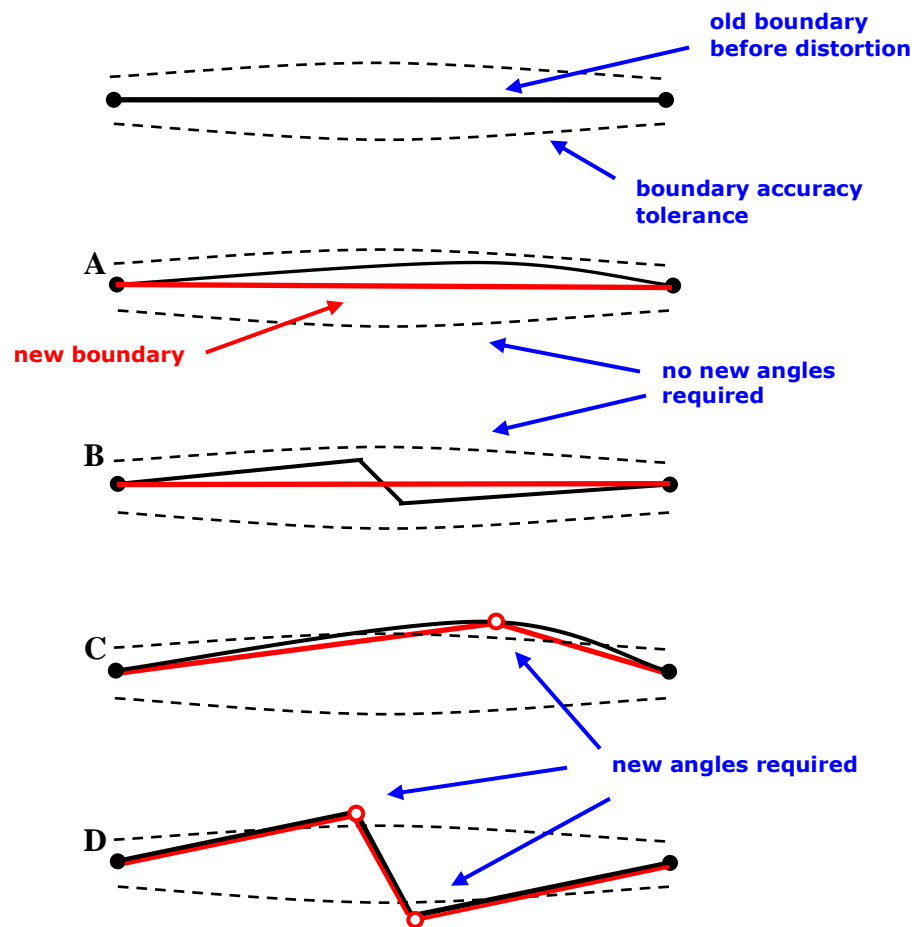 old boundary
before distortion
boundary accuracy
tolerance
A
new boundary
no new angles
required
B
C
new angles required
D